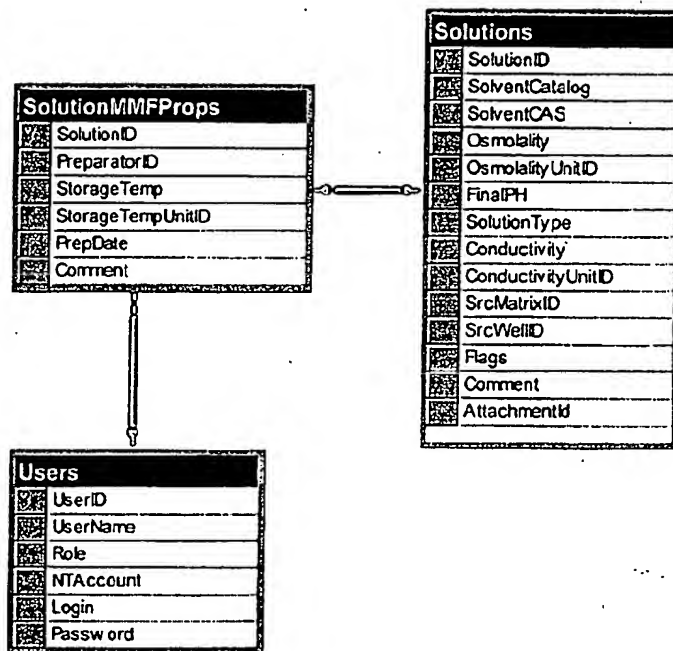 Solutions
SolutionID
SolventCatalog
SolventCAS
Osmolality
OsmolalityUnitID
FinalPH
SolutionType
Conductivity
ConductivityUnitID
SrcMatrixID
SrcWellID
Flags
Comment
AttachmentId
SolutionMMFProps
SolutionID
PreparatorID
StorageTemp
StorageTempUnitID
PrepDate
Comment
Users
UserID
UserName
Role
NTAccount
Login
Password